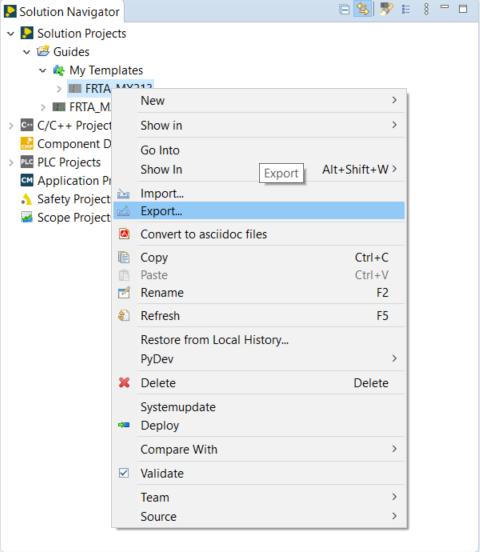 Solution Navigator
Solution Projects
Guides
My Templates
FRTA_MX213
FRTA_M
C++ C/C++ Project
Component D
PLC PLC Projects
CM Application Pr
Safety Project
Scope Project
New
Show in
Go Into
Show In Alt+Shift+W
Export
Import...
Export...
Convert to asciidoc files
Copy Ctrl+C
Paste Ctrl+V
Rename F2
Refresh F5
Restore from Local History...
PyDev
Delete Delete
Systemupdate
Deploy
Compare With
Validate
Team
Source